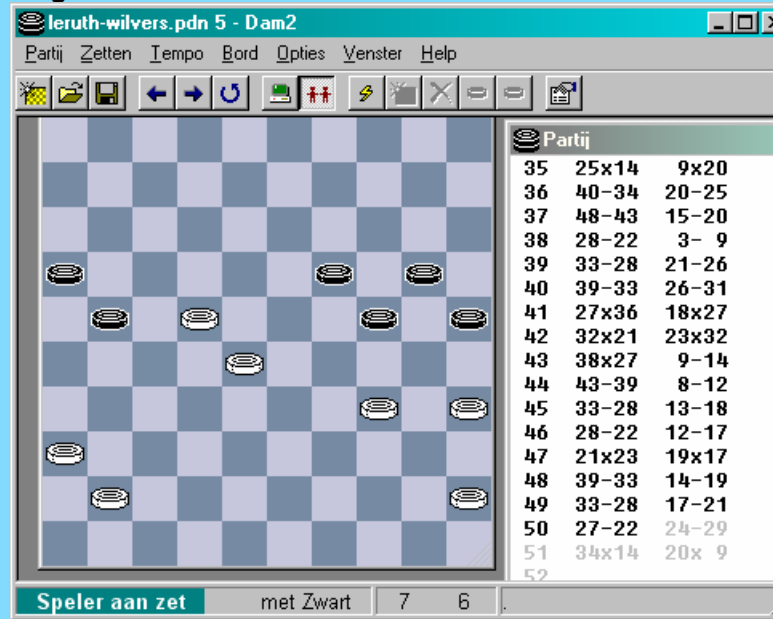 leruth-wilvers.pdn 5 - Dam2
Partij Zetten Tempo Bord Opties Venster Help
Partij
35 25x14 9x20
36 40-34 20-25
37 48-43 15-20
38 28-22 3- 9
39 33-28 21-26
40 39-33 26-31
41 27x36 18x27
42 32x21 23x32
43 38x27 9-14
44 43-39 8-12
45 33-28 13-18
46 28-22 12-17
47 21x23 19x17
48 39-33 14-19
49 33-28 17-21
50 27-22 24-29
51 34x14 20x 9
52
Speler aan zet met Zwart 7 6 .